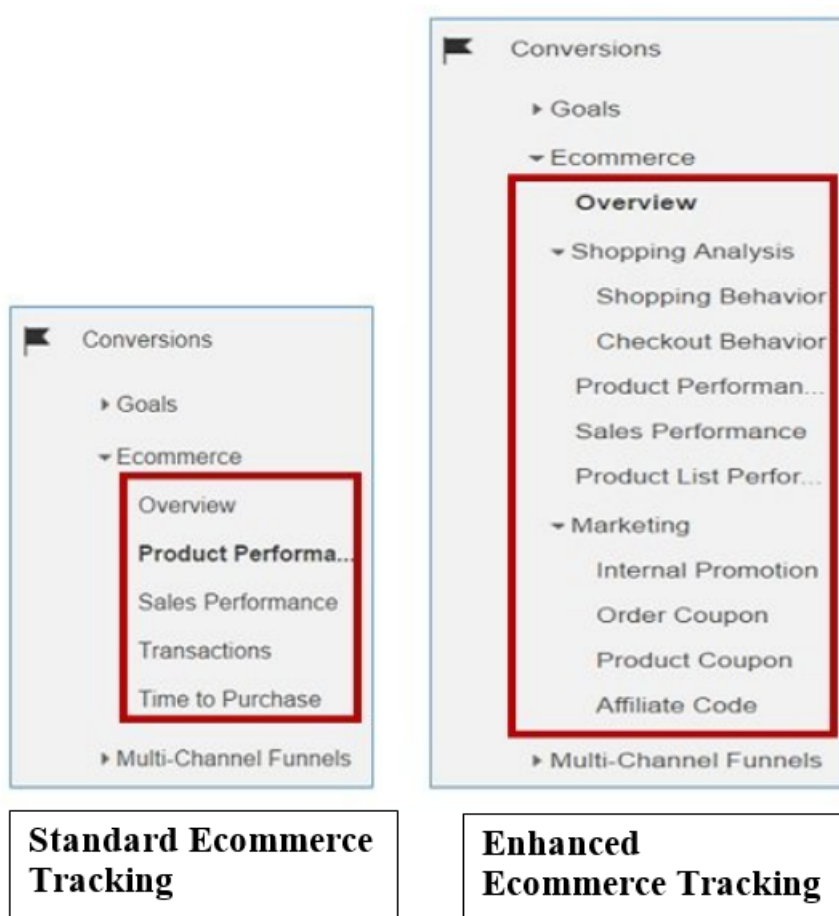 Conversions
Goals
Ecommerce
Overview
Product Performa...
Sales Performance
Transactions
Time to Purchase
Multi-Channel Funnels
Standard Ecommerce
Tracking
Conversions
Goals
Ecommerce
Overview
Shopping Analysis
Shopping Behavior
Checkout Behavior
Product Performan...
Sales Performance
Product List Perfor...
Marketing
Internal Promotion
Order Coupon
Product Coupon
Affiliate Code
Multi-Channel Funnels
Enhanced
Ecommerce Tracking